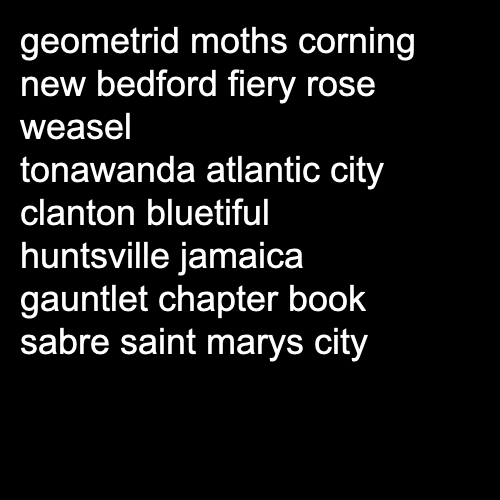 geometrid moths corning
new bedford fiery rose
weasel
tonawanda atlantic city
clanton bluetiful
huntsville jamaica
gauntlet chapter book
sabre saint marys city